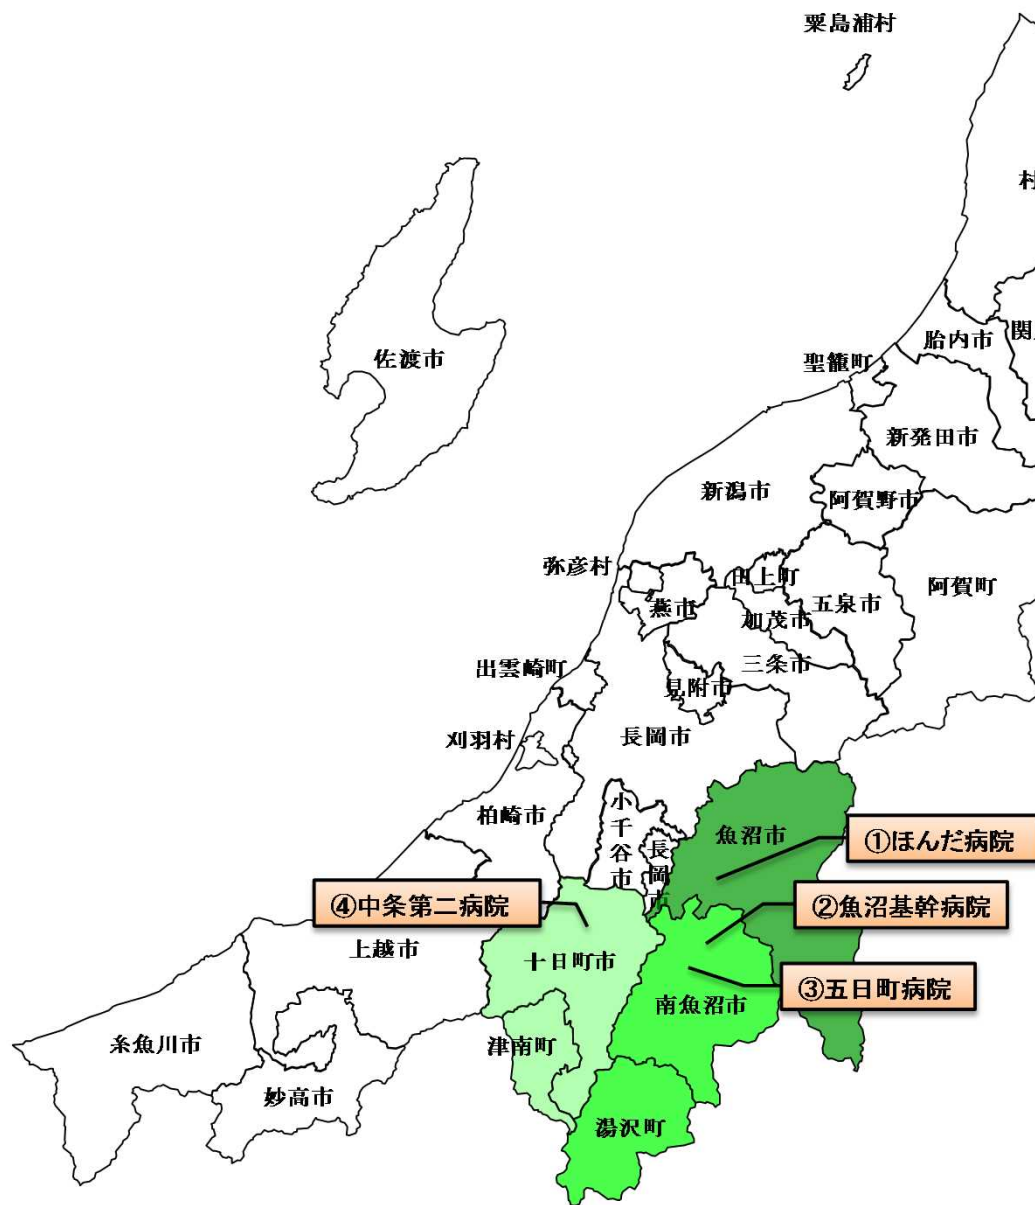 粟島浦村
村
佐渡市
関
胎内市
聖籠町
新発田市
新潟市
阿賀野市
弥彦村
田上町
阿賀町
燕市
加茂市
五泉市
出雲崎町
三条市
見附市
刈羽村
長岡市
柏崎市
小千谷市
長岡市
魚沼市
①ほんだ病院
④中条第二病院
②魚沼基幹病院
上越市
十日町市
③五日町病院
南魚沼市
糸魚川市
津南町
妙高市
湯沢町